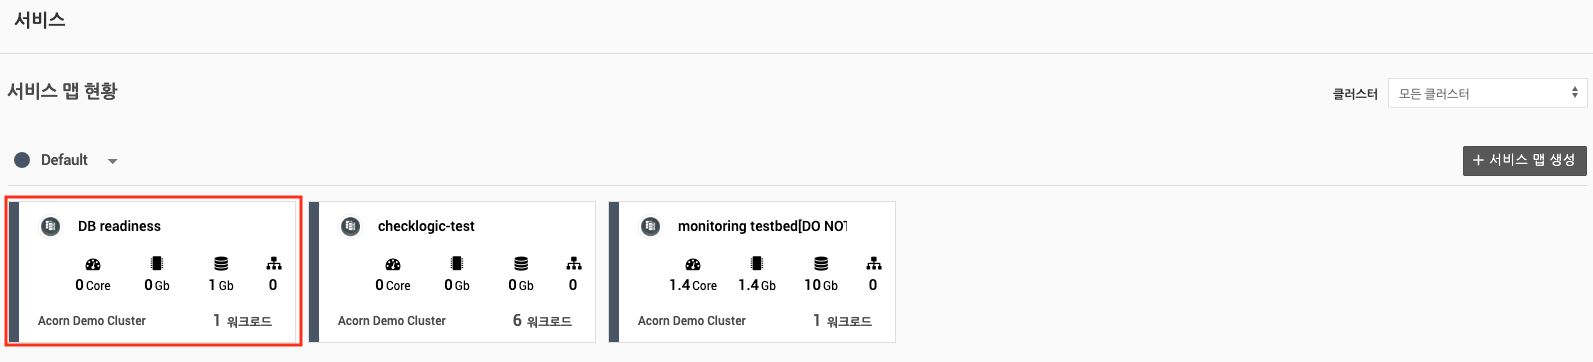 서비스
서비스 맵 현황
클러스터 모든 클러스터
Default
+ 서비스 맵 생성
DB readiness
0 Core 0 Gb 1 Gb 0
Acorn Demo Cluster 1 워크로드
checklogic-test
0 Core 0 Gb 0 Gb 0
Acorn Demo Cluster 6 워크로드
monitoring testbed[DO NOT
1.4 Core 1.4 Gb 10 Gb 0
Acorn Demo Cluster 1 워크로드